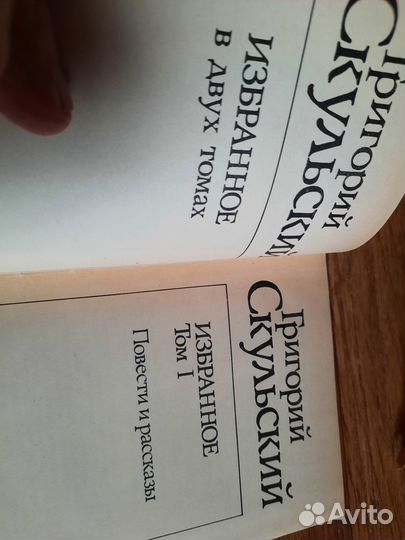 Григорий
Скульский
ИЗБРАННОЕ
в двух томах
Григорий
Скульский
ИЗБРАННОЕ
Том I
Повести и рассказы
Avito